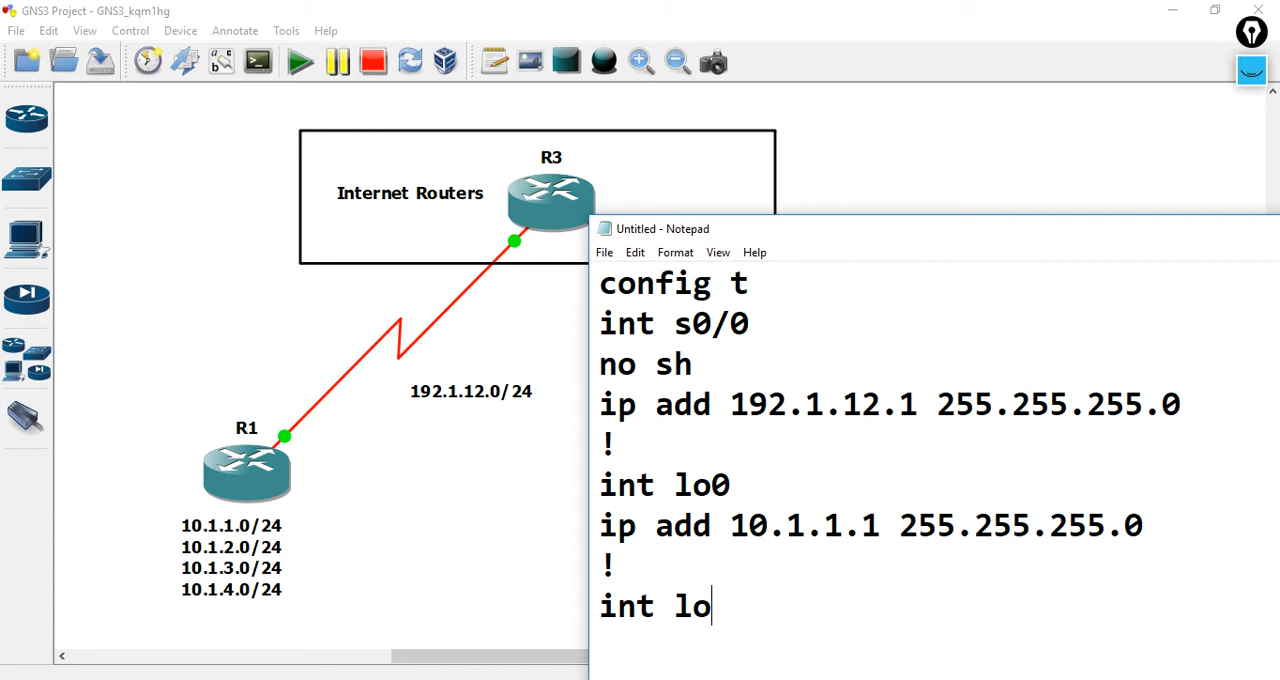 GNS3 Project - GNS3_kqm1hg
File Edit View Control Device Annotate Tools Help
a c
b
R3
Internet Routers
192.1.12.0/24
R1
10.1.1.0/24
10.1.2.0/24
10.1.3.0/24
10.1.4.0/24
Untitled - Notepad
File Edit Format View Help
config t
int s0/0
no sh
ip add 192.1.12.1 255.255.255.0
!
int lo0
ip add 10.1.1.1 255.255.255.0
!
int lo